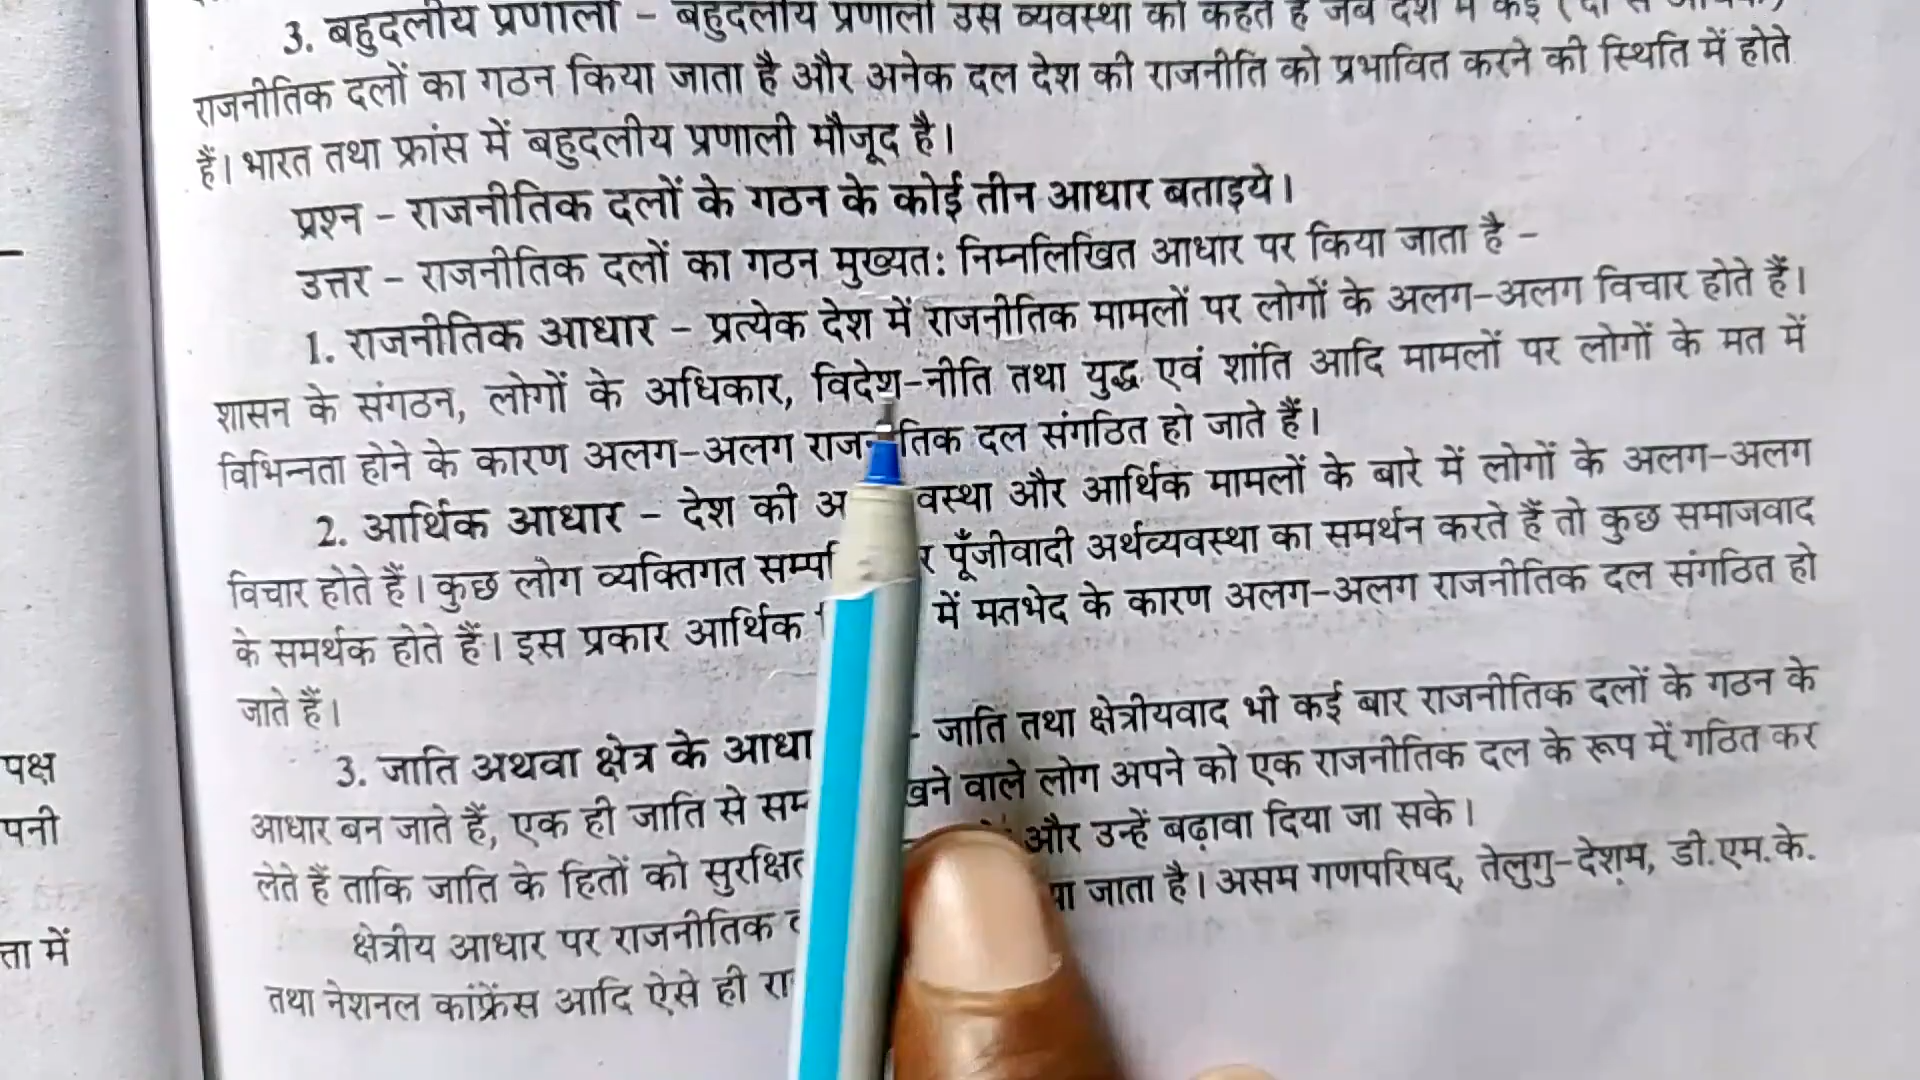 3. बहुदलीय प्रणाली – बहुदलीय प्रणाली उस व्यवस्था को कहते हैं जब देश में कई
राजनीतिक दलों का गठन किया जाता है और अनेक दल देश की राजनीति को प्रभावित करने की स्थिति में होते
हैं। भारत तथा फ्रांस में बहुदलीय प्रणाली मौजूद है।
प्रश्न – राजनीतिक दलों के गठन के कोई तीन आधार बताइये।
उत्तर – राजनीतिक दलों का गठन मुख्यत: निम्नलिखित आधार पर किया जाता है –
1. राजनीतिक आधार – प्रत्येक देश में राजनीतिक मामलों पर लोगों के अलग-अलग विचार होते हैं।
शासन के संगठन, लोगों के अधिकार, विदेश-नीति तथा युद्ध एवं शांति आदि मामलों पर लोगों के मत में
विभिन्नता होने के कारण अलग-अलग राजनीतिक दल संगठित हो जाते हैं।
2. आर्थिक आधार – देश की अ वस्था और आर्थिक मामलों के बारे में लोगों के अलग-अलग
विचार होते हैं। कुछ लोग व्यक्तिगत पूँजीवादी अर्थव्यवस्था का समर्थन करते हैं तो कुछ समाजवाद
के समर्थक होते हैं। इस प्रकार आर्थिक में मतभेद के कारण अलग-अलग राजनीतिक दल संगठित हो
जाते हैं।
3. जाति अथवा क्षेत्र के आधा – जाति तथा क्षेत्रीयवाद भी कई बार राजनीतिक दलों के गठन के
आधार बन जाते हैं, एक ही जाति से वाले लोग अपने को एक राजनीतिक दल के रूप में गठित कर
लेते हैं ताकि जाति के हितों को सुरक्षित और उन्हें बढ़ावा दिया जा सके।
क्षेत्रीय आधार पर राजनीतिक जाता है। असम गणपरिषद्, तेलुगु-देशम, डी.एम.के.
तथा नेशनल कांफ्रेंस आदि ऐसे ही
पक्ष
पनी
ता में